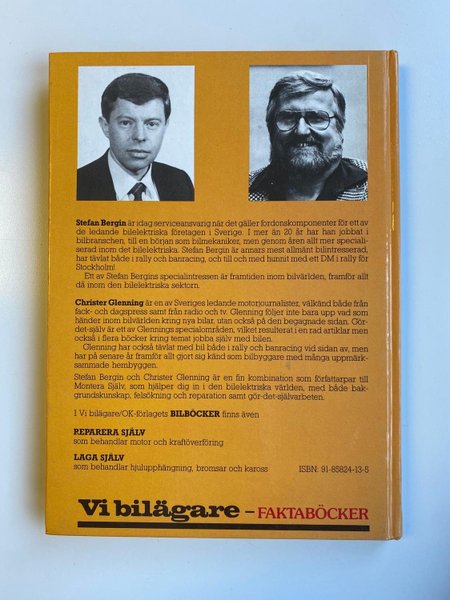 Stefan Bergin är idag serviceansvarig när det gäller fordonskomponenter för ett av
de ledande bilelektriska företagen i Sverige. I mer än 20 år har han jobbat i
bilbranschen, till en början som bilmekaniker, men genom åren allt mer speciali-
serad inom det bilelektriska. Stefan Bergin är annars mest allmänt bilintresserad,
har tävlat både i rally och banracing, och till och med hunnit med ett DM i rally för
Stockholm!
Ett av Stefan Bergins specialintressen är framtiden inom bilvärlden, framför allt
då inom den bilelektriska sektorn.
Christer Glenning är en av Sveriges ledande motorjournalister, välkänd både från
fack- och dagspress samt från radio och tv. Glenning följer inte bara upp vad som
händer inom bilvärlden kring nya bilar, utan också på den begagnade sidan. Gör-
det-själv är ett av Glennings specialområden, vilket resulterat i en rad artiklar men
också i flera böcker kring temat jobba själv med bilen.
Glenning har också tävlat med bil både i rally och banracing vid sidan av, men
har på senare år framför allt gjort sig känd som bilbyggare med många uppmärk-
sammade hembyggen.
Stefan Bergin och Christer Glenning är en fin kombination som författarpar till
Montera Själv, som hjälper dig in i den bilelektriska världen, med både bak-
grundskunskap, felsökning och reparation samt gör-det-självarbeten.
I Vi bilägare/OK-förlagets BILBÖCKER finns även
REPARERA SJÄLV
som behandlar motor och kraftöverföring
LAGA SJÄLV
som behandlar hjulupphängning, bromsar och kaross ISBN: 91-85824-13-5
Vi bilägare – FAKTABÖCKER